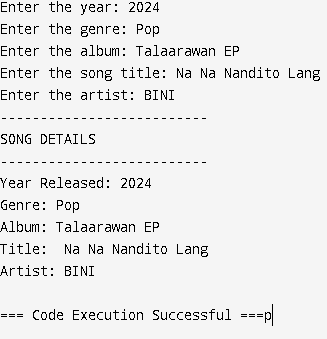 Enter the year: 2024
Enter the genre: Pop
Enter the album: Talaarawan EP
Enter the song title: Na Na Nandito Lang
Enter the artist: BINI
--------------------------
SONG DETAILS
--------------------------
Year Released: 2024
Genre: Pop
Album: Talaarawan EP
Title:  Na Na Nandito Lang
Artist: BINI

=== Code Execution Successful ===p